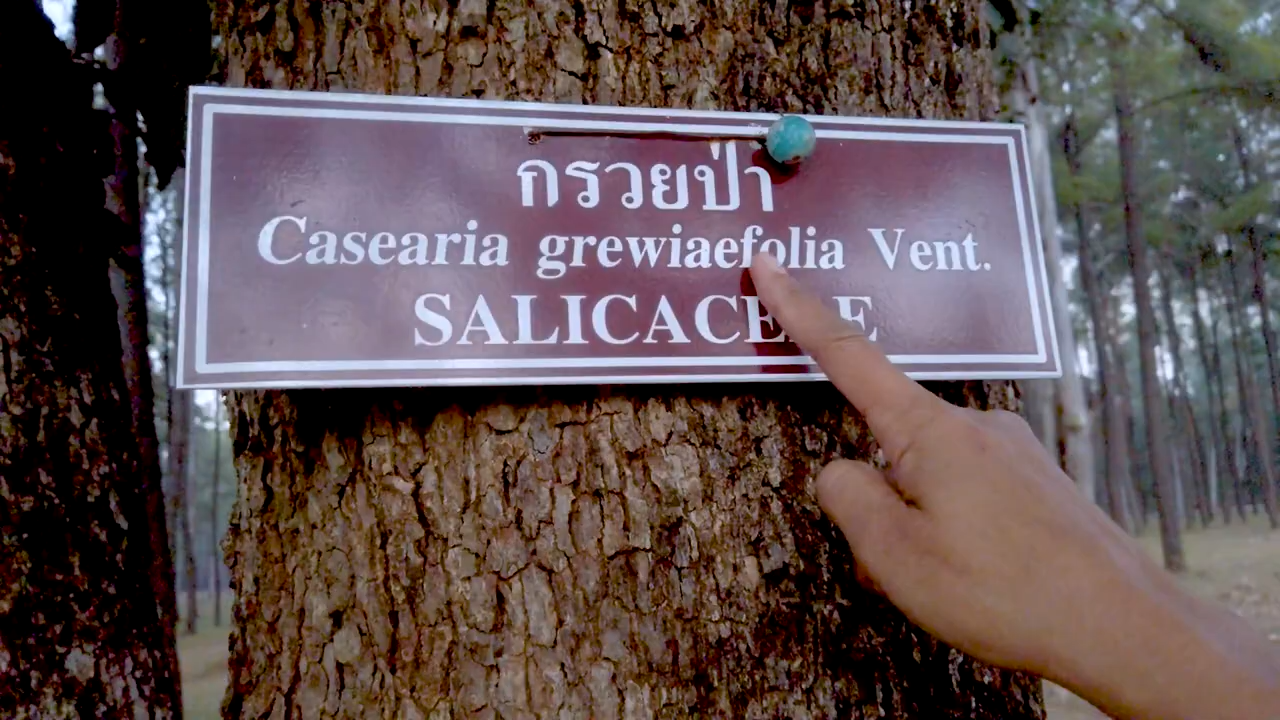 กรวยป่า
Casearia grewiaefolia Vent.
SALICACEAE